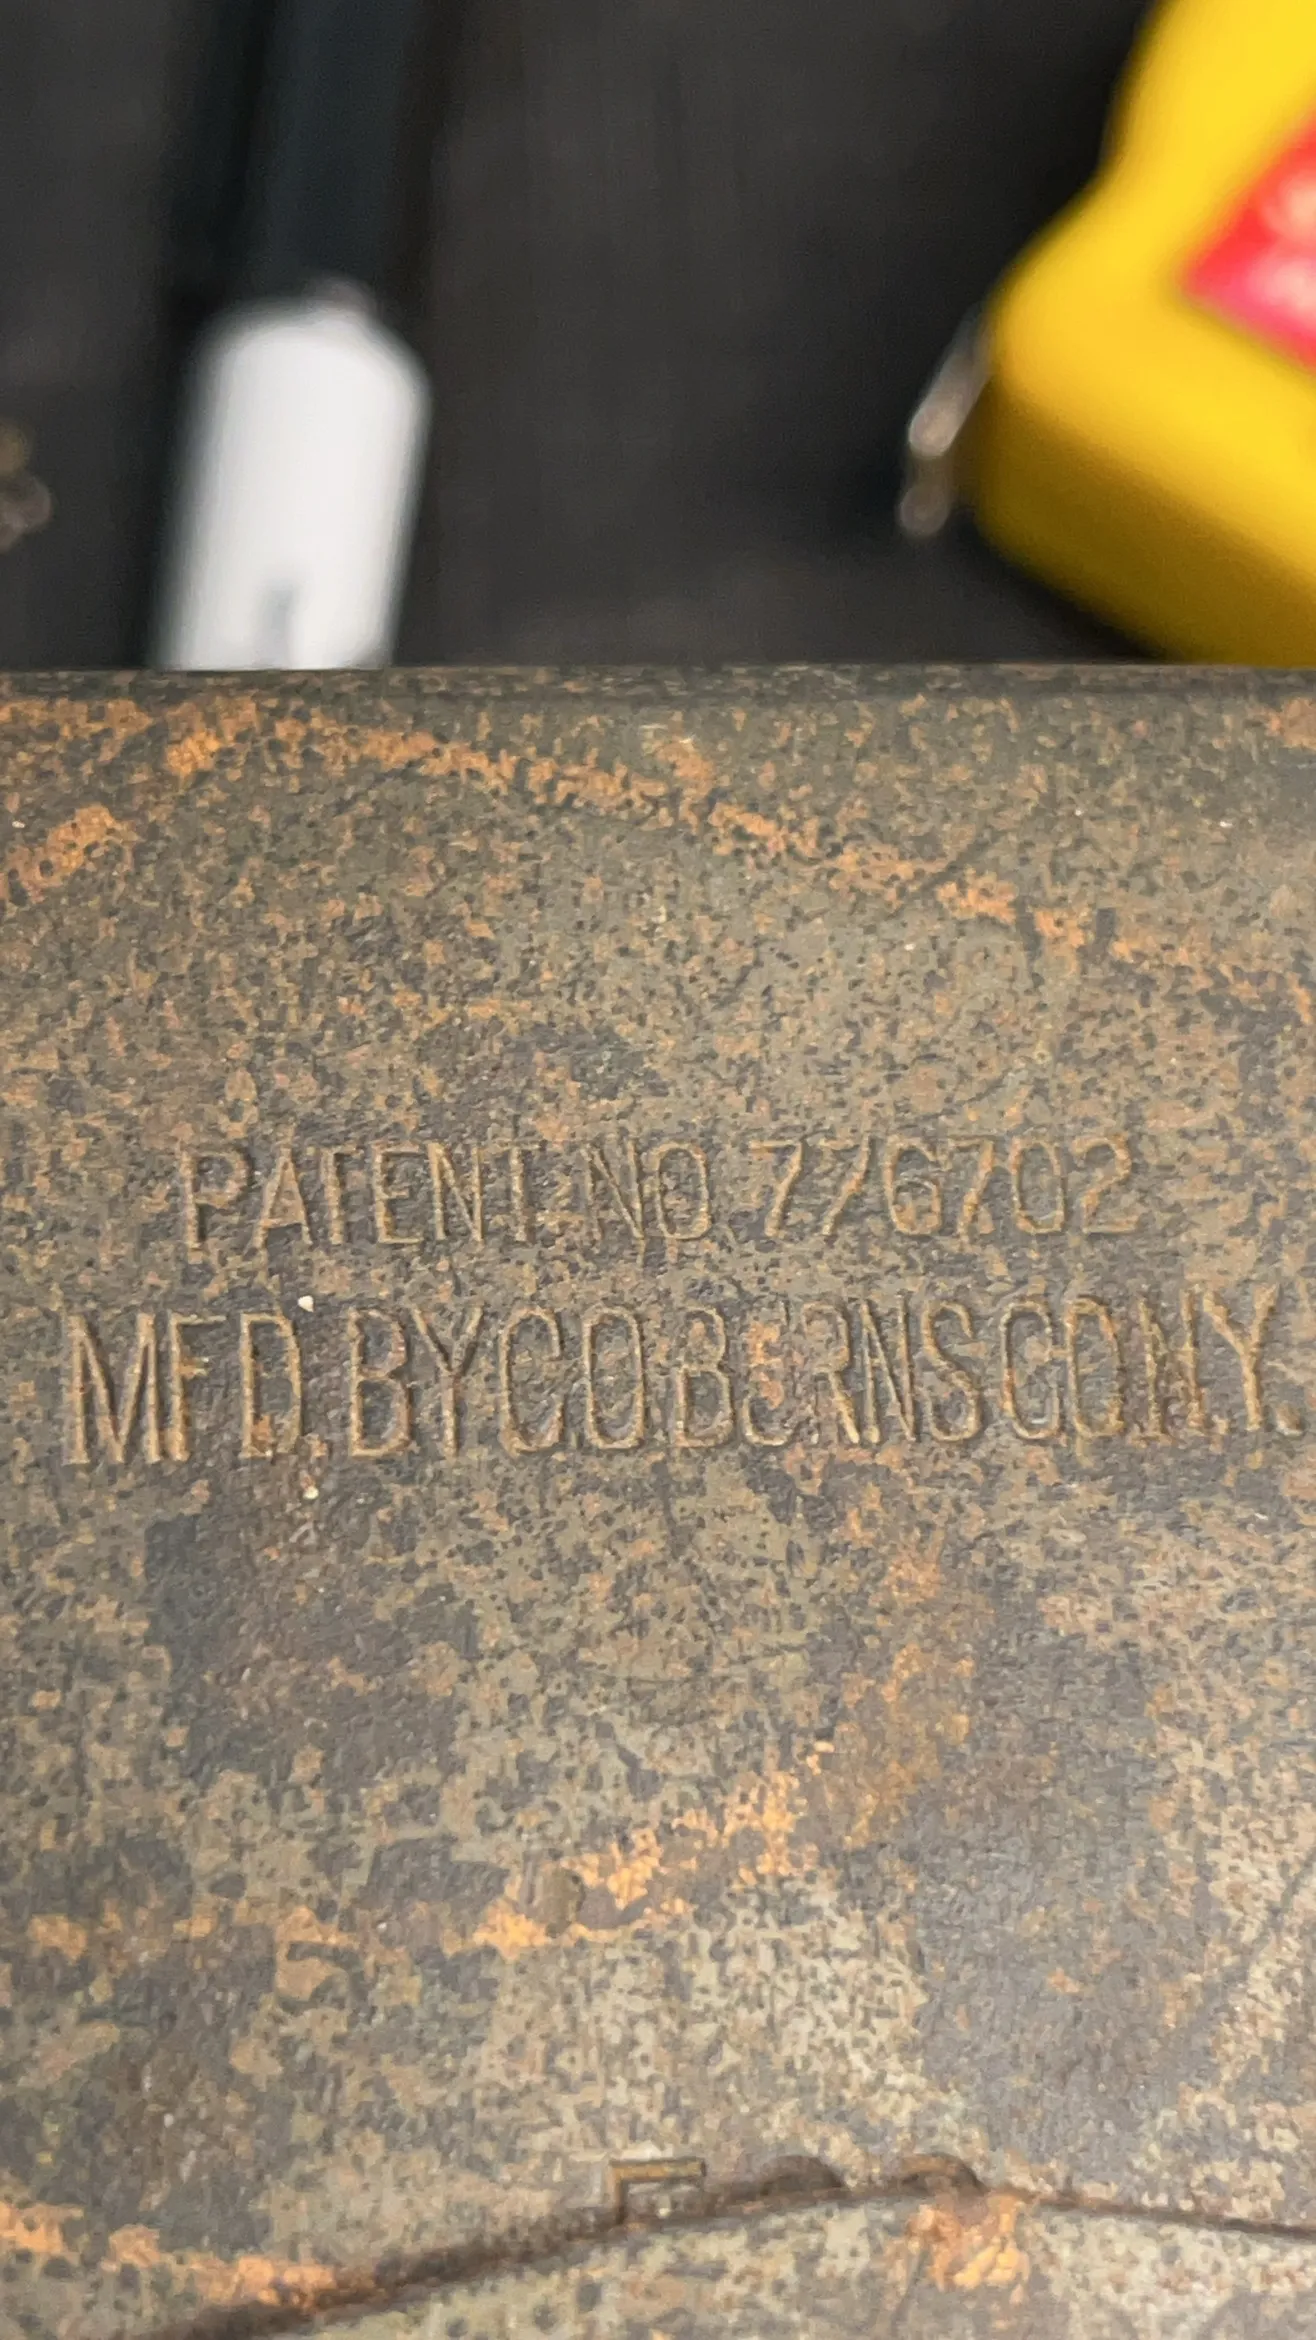 PATENT NO 776702
MFD. BY C.O. BURNS CO. N.Y.